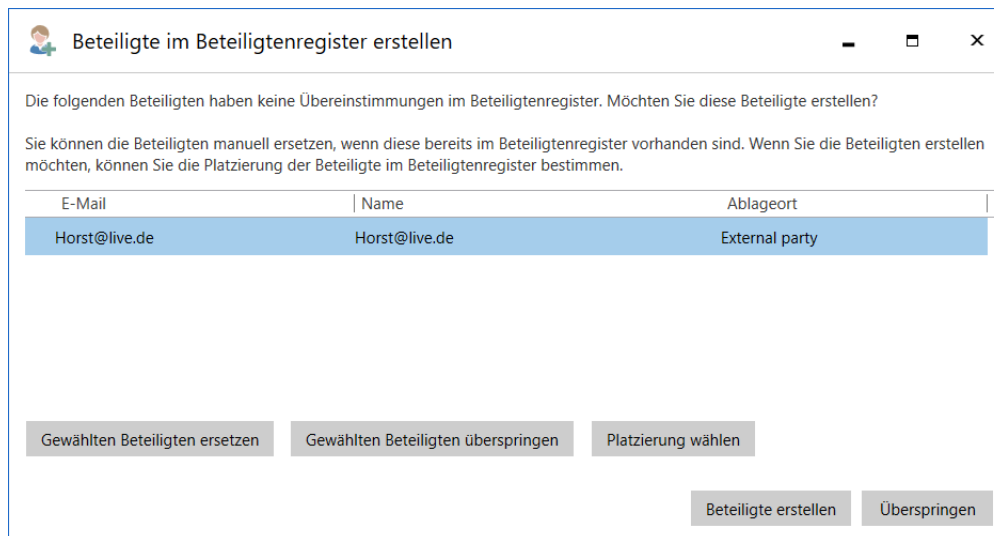 Beteiligte im Beteiligtenregister erstellen
Die folgenden Beteiligten haben keine Übereinstimmungen im Beteiligtenregister. Möchten Sie diese Beteiligte erstellen?
Sie können die Beteiligten manuell ersetzen, wenn diese bereits im Beteiligtenregister vorhanden sind. Wenn Sie die Beteiligten erstellen
möchten, können Sie die Platzierung der Beteiligte im Beteiligtenregister bestimmen.
E-Mail Name Ablageort
Horst@live.de Horst@live.de External party
Gewählten Beteiligten ersetzen Gewählten Beteiligten überspringen Platzierung wählen
Beteiligte erstellen Überspringen